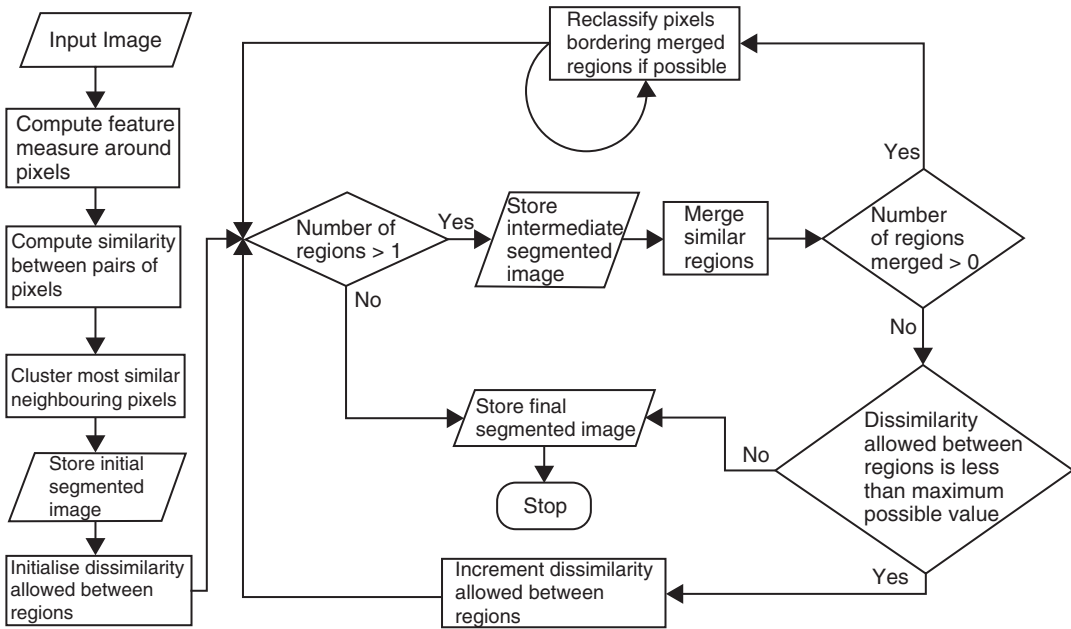 Input Image
Compute feature
measure around
pixels
Compute similarity
between pairs of
pixels
Cluster most similar
neighbouring pixels
Store initial
segmented
image
Initialise dissimilarity
allowed between
regions
Number of
regions > 1
Yes
No
Store
intermediate
segmented
image
Merge
similar
regions
Number
of regions
merged > 0
Yes
No
Reclassify pixels
bordering merged
regions if possible
Dissimilarity
allowed between
regions is less
than maximum
possible value
No
Yes
Store final
segmented image
Stop
Increment dissimilarity
allowed between
regions